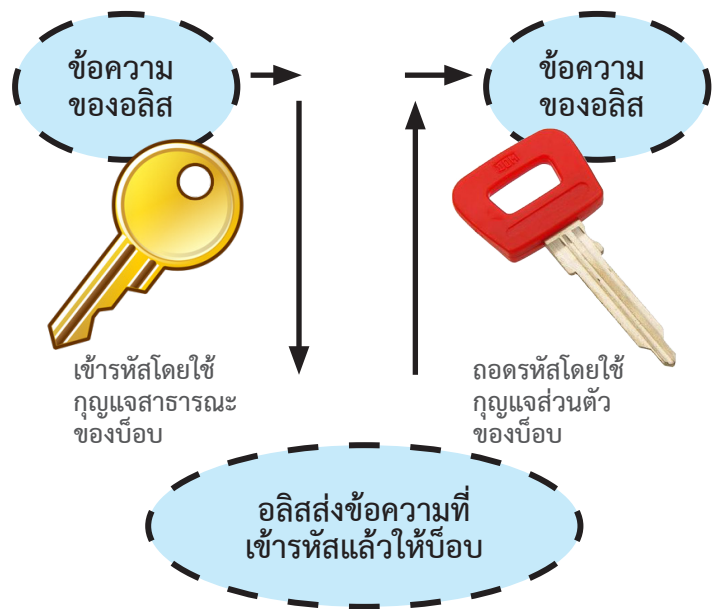 ข้อความ
ของอลิส
ข้อความ
ของอลิส
เข้ารหัสโดยใช้
กุญแจสาธารณะ
ของบ็อบ
ถอดรหัสโดยใช้
กุญแจส่วนตัว
ของบ็อบ
อลิสส่งข้อความที่
เข้ารหัสแล้วให้บ็อบ